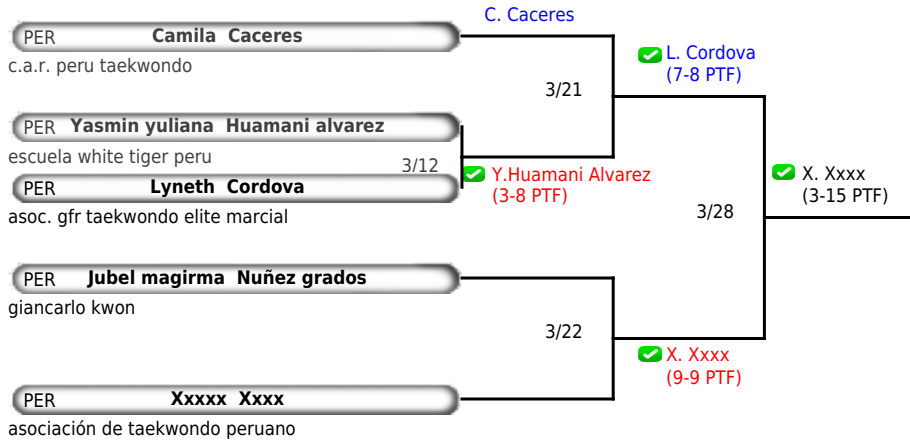 C. Caceres
PER Camila Caceres
c.a.r. peru taekwondo
L. Cordova
(7-8 PTF)
3/21
PER Yasmin yuliana Huamani alvarez
escuela white tiger peru
3/12
Y.Huamani Alvarez
(3-8 PTF)
PER Lyneth Cordova
asoc. gfr taekwondo elite marcial
X. Xxxx
(3-15 PTF)
3/28
PER Jubel magirma Nuñez grados
giancarlo kwon
3/22
X. Xxxx
(9-9 PTF)
PER Xxxxx Xxxx
asociación de taekwondo peruano